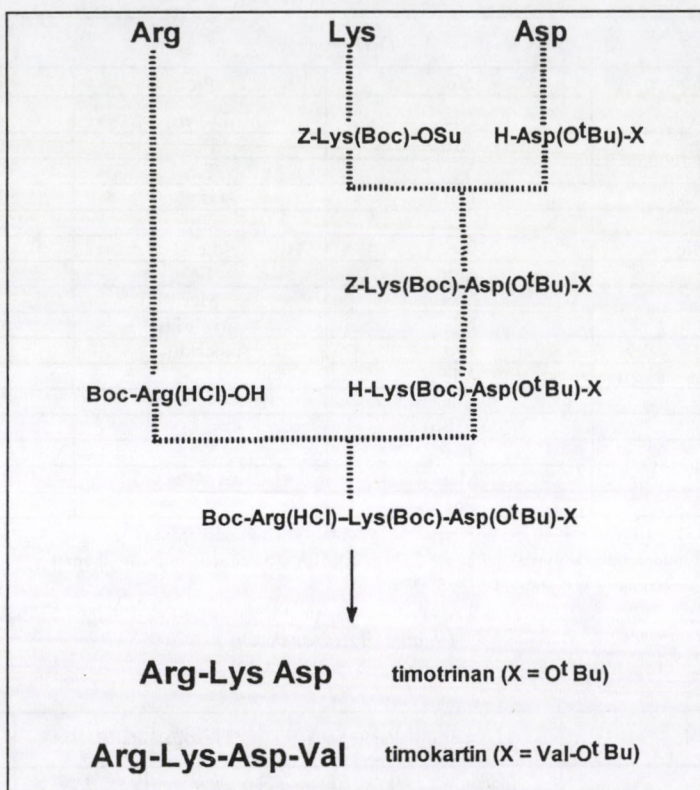 Arg Lys Asp
Z-Lys(Boc)-OSu H-Asp(OᵗBu)-X
Z-Lys(Boc)-Asp(OᵗBu)-X
Boc-Arg(HCl)-OH H-Lys(Boc)-Asp(OᵗBu)-X
Boc-Arg(HCl)–Lys(Boc)-Asp(OᵗBu)-X
Arg-Lys Asp timotrinan (X = Oᵗ Bu)
Arg-Lys-Asp-Val timokartin (X = Val-Oᵗ Bu)